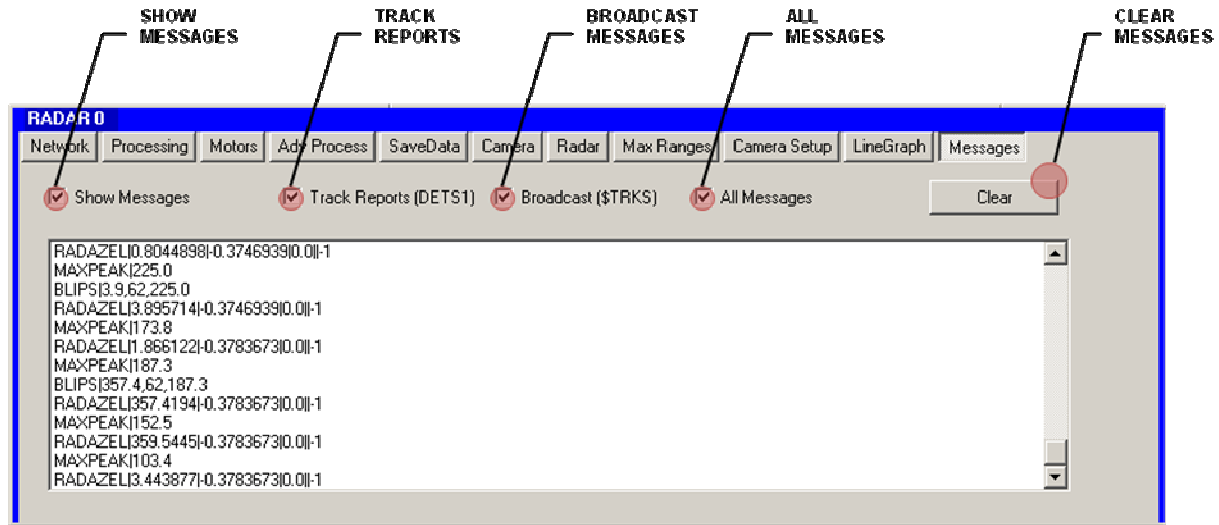 SHOW MESSAGES
TRACK REPORTS
BROADCAST MESSAGES
ALL MESSAGES
CLEAR MESSAGES
RADAR 0
Network Processing Motors Adv Process SaveData Camera Radar Max Ranges Camera Setup LineGraph Messages
Show Messages Track Reports (DETS1) Broadcast ($TRKS) All Messages Clear
RADAZEL|0.8044898|-0.3746939|0.0||-1
MAXPEAK|225.0
BLIPS|3.9,62,225.0
RADAZEL|3.895714|-0.3746939|0.0||-1
MAXPEAK|173.8
RADAZEL|1.866122|-0.3783673|0.0||-1
MAXPEAK|187.3
BLIPS|357.4,62,187.3
RADAZEL|357.4194|-0.3783673|0.0||-1
MAXPEAK|152.5
RADAZEL|359.5445|-0.3783673|0.0||-1
MAXPEAK|103.4
RADAZEL|3.443877|-0.3783673|0.0||-1